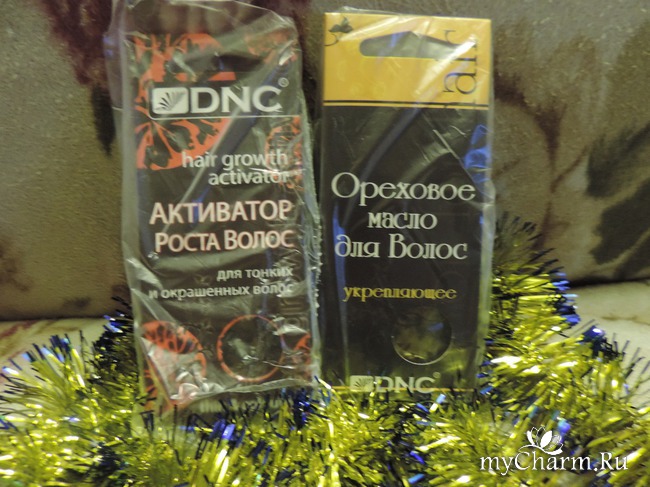 DNC®
hair growth
activator
АКТИВАТОР
РОСТА ВОЛОС
для тонких
и окрашенных волос
Ореховое
масло
для Волос
укрепляющее
DNC
myCharm.Ru